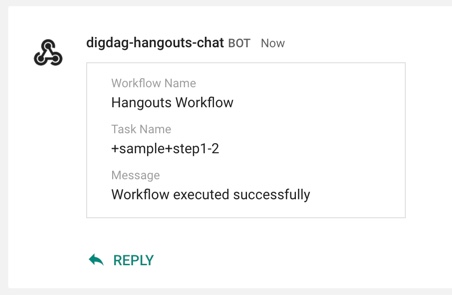 digdag-hangouts-chat BOT Now
Workflow Name
Hangouts Workflow
Task Name
+sample+step1-2
Message
Workflow executed successfully
REPLY